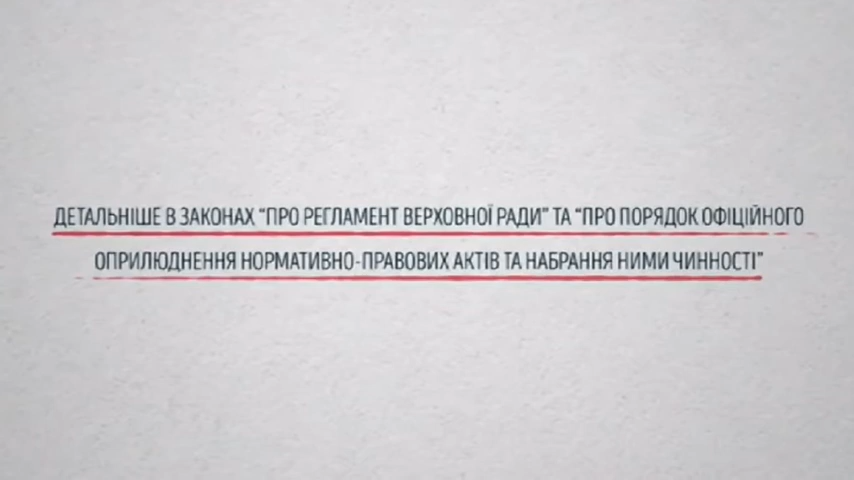 ДЕТАЛЬНІШЕ В ЗАКОНАХ “ПРО РЕГЛАМЕНТ ВЕРХОВНОЇ РАДИ” ТА “ПРО ПОРЯДОК ОФІЦІЙНОГО
ОПРИЛЮДНЕННЯ НОРМАТИВНО-ПРАВОВИХ АКТІВ ТА НАБРАННЯ НИМИ ЧИННОСТІ”